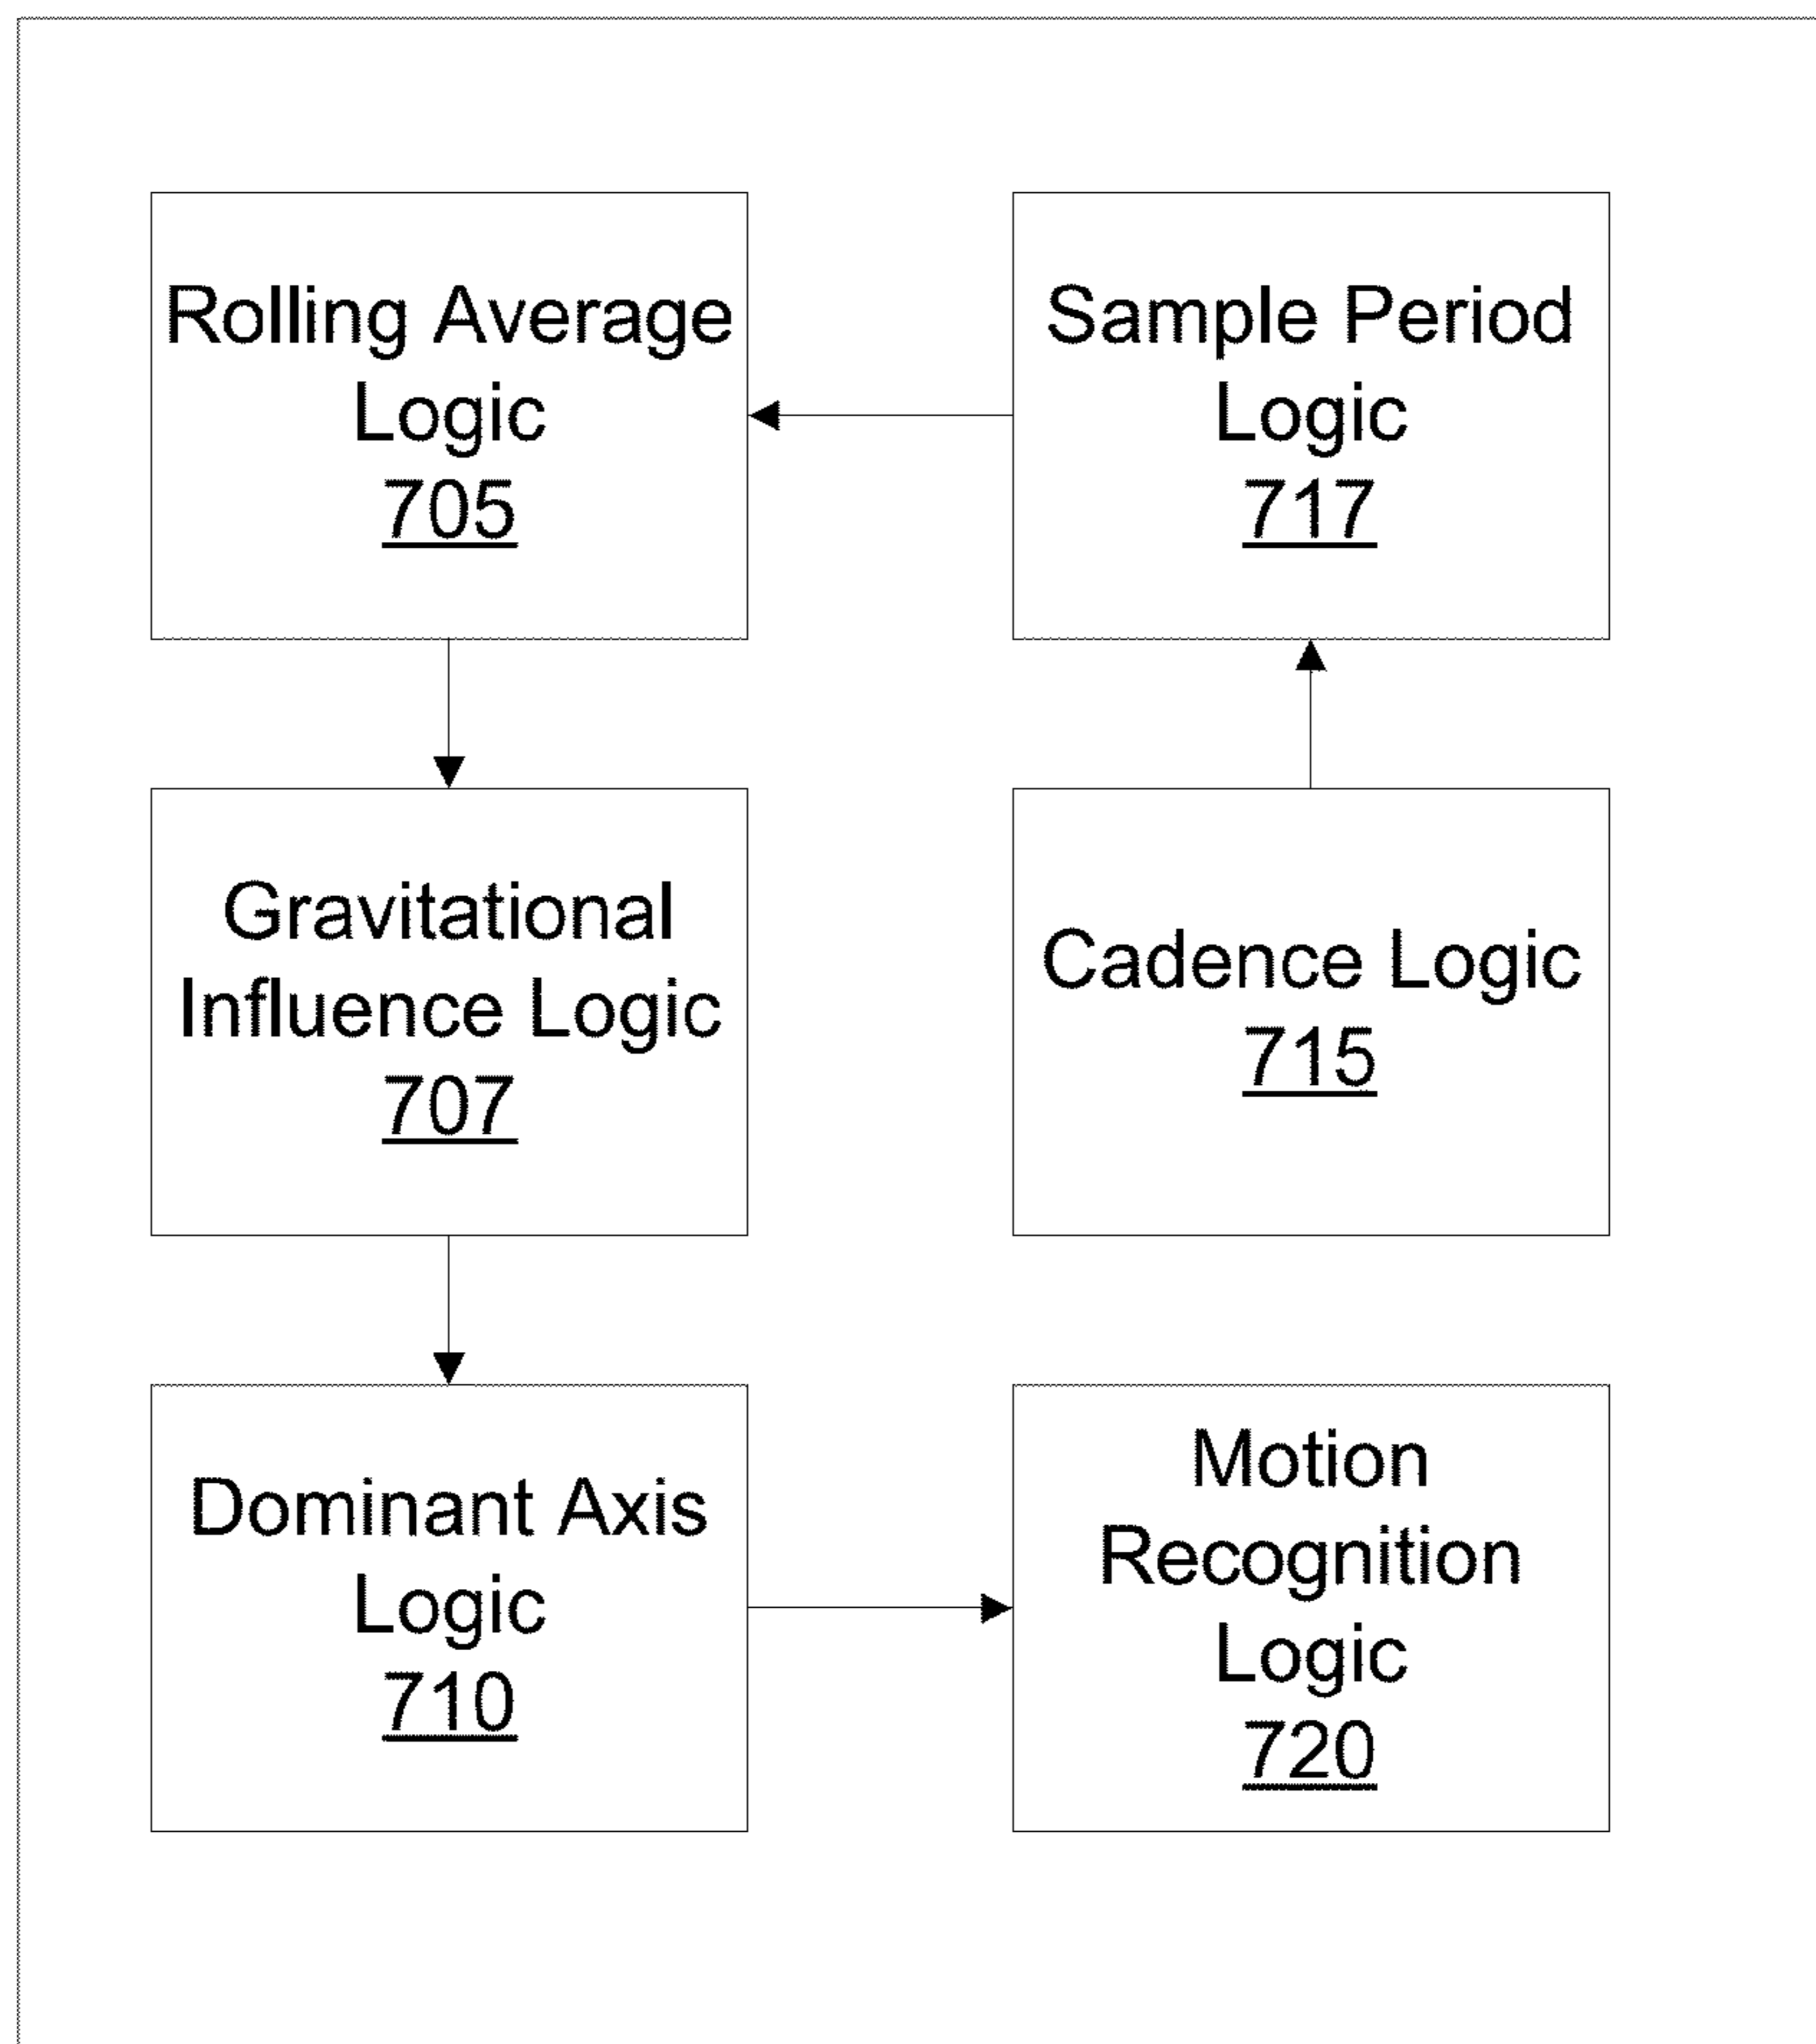 Rolling Average
Logic
705
Sample Period
Logic
717
Gravitational
Influence Logic
707
Cadence Logic
715
Dominant Axis
Logic
710
Motion
Recognition
Logic
720